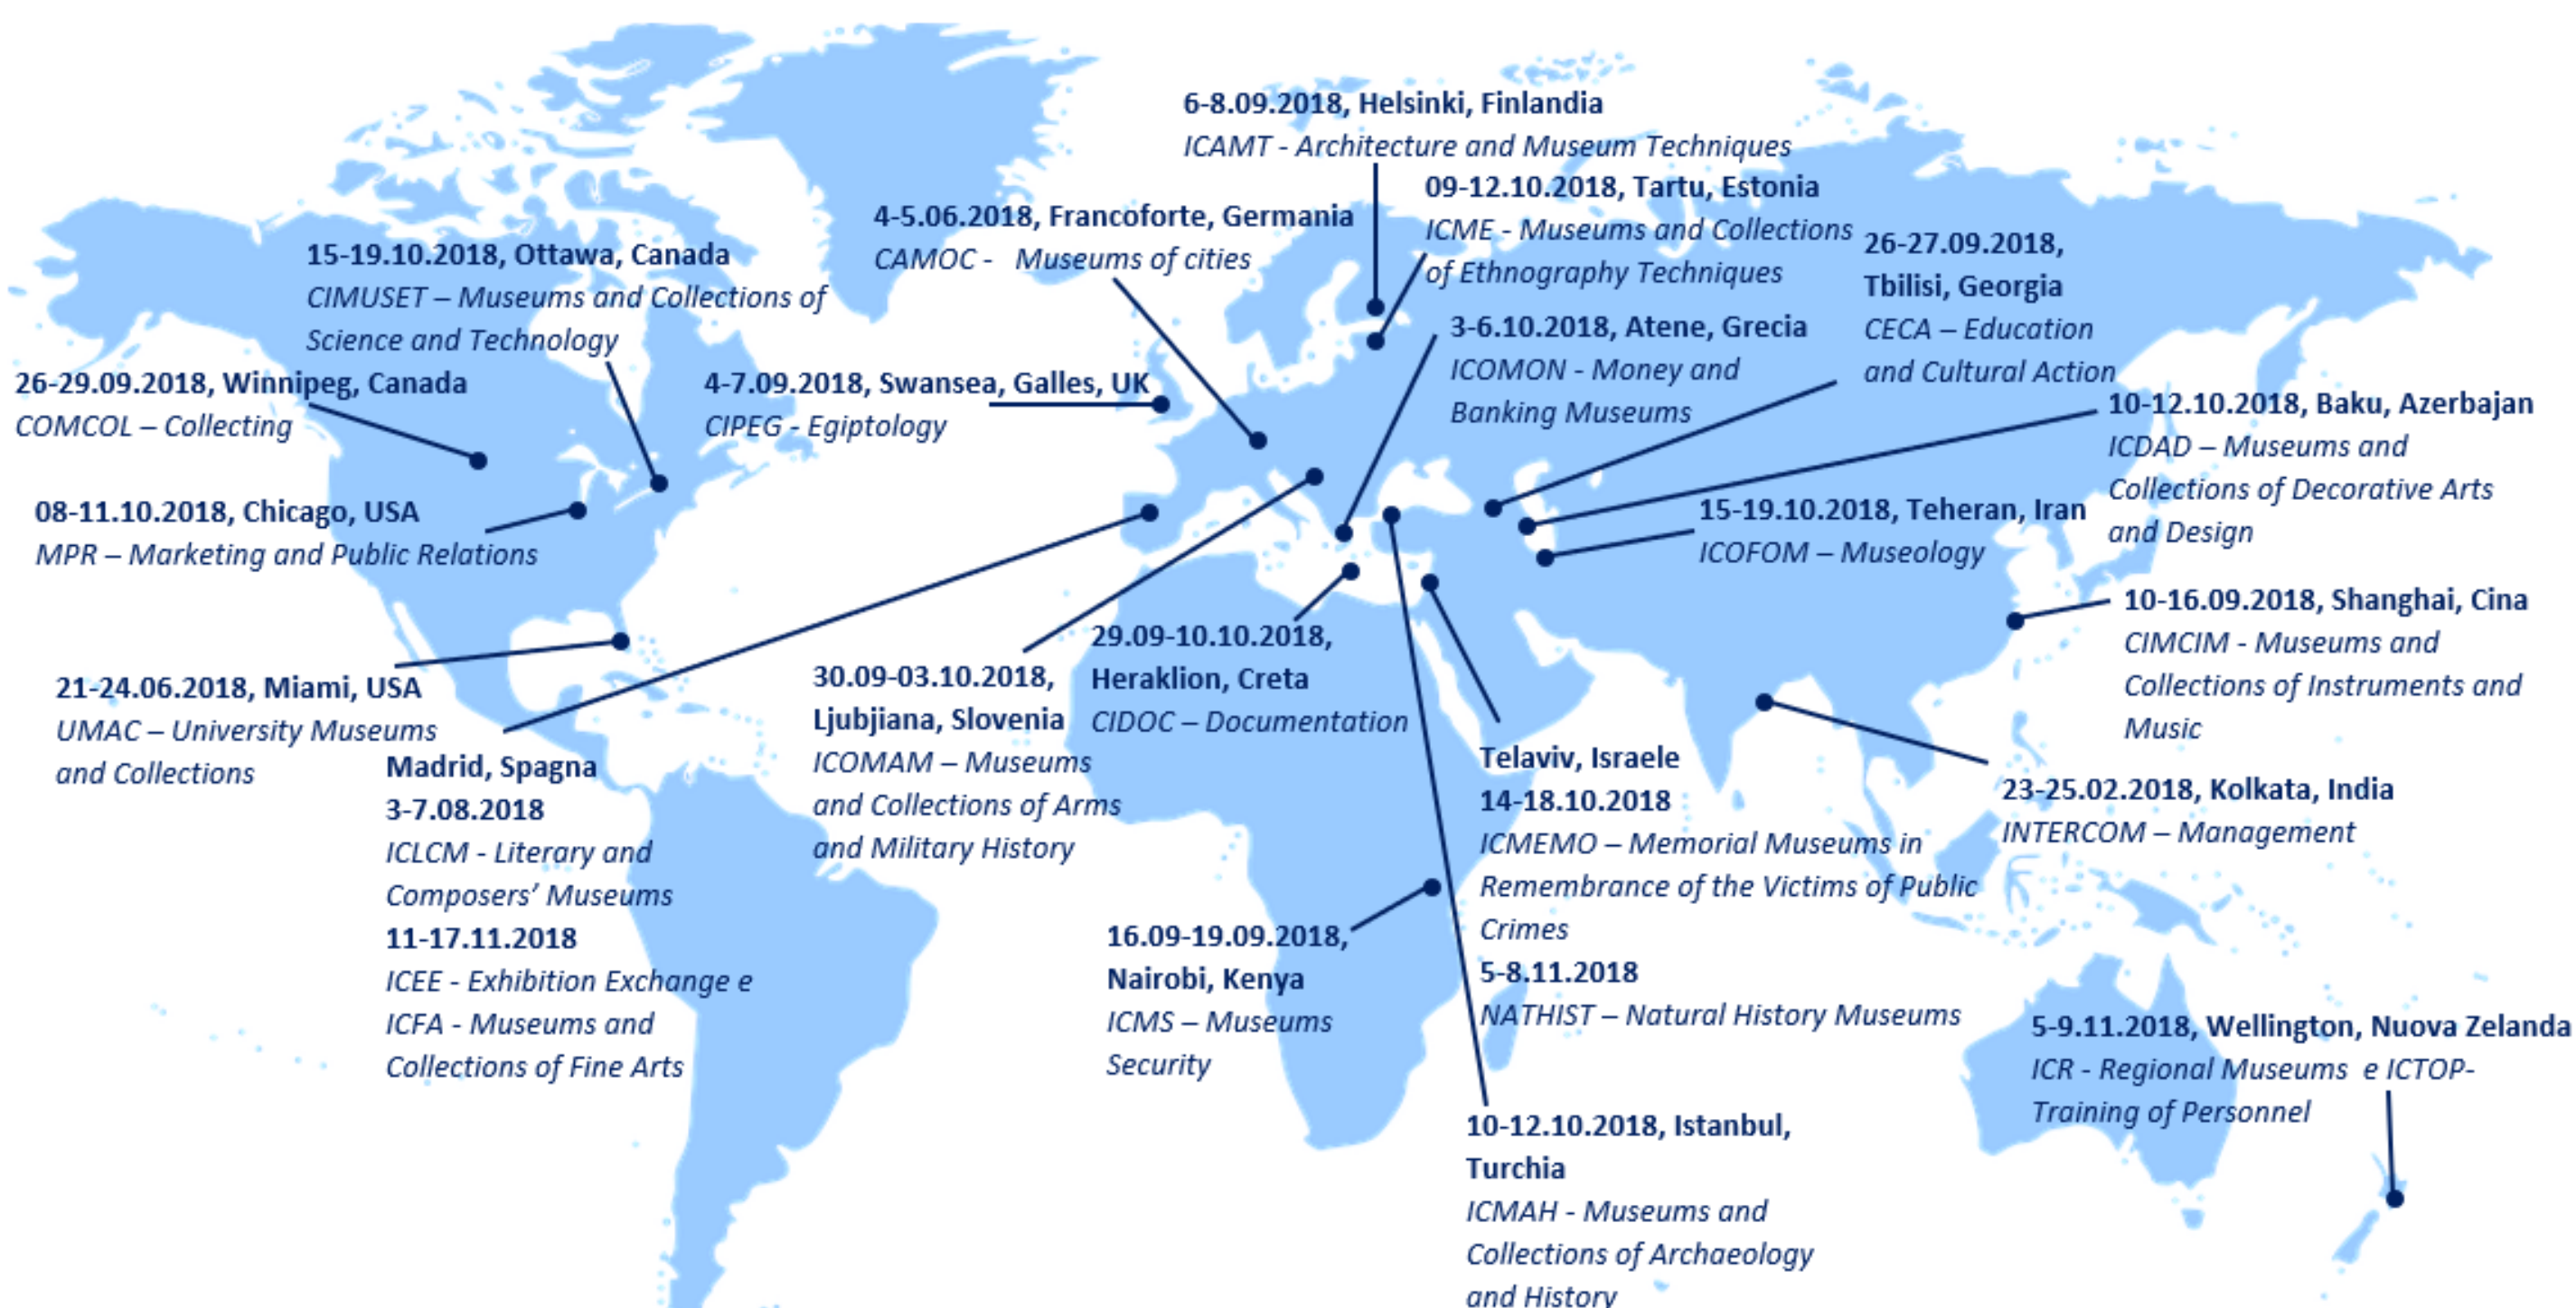 6-8.09.2018, Helsinki, Finlandia
ICAMT - Architecture and Museum Techniques
09-12.10.2018, Tartu, Estonia
ICME - Museums and Collections
of Ethnography Techniques
4-5.06.2018, Francoforte, Germania
CAMOC -   Museums of cities
26-27.09.2018,
Tbilisi, Georgia
CECA – Education
and Cultural Action
15-19.10.2018, Ottawa, Canada
CIMUSET – Museums and Collections of
Science and Technology
3-6.10.2018, Atene, Grecia
ICOMON - Money and
Banking Museums
26-29.09.2018, Winnipeg, Canada
COMCOL – Collecting
4-7.09.2018, Swansea, Galles, UK
CIPEG - Egiptology
10-12.10.2018, Baku, Azerbajan
ICDAD – Museums and
Collections of Decorative Arts
and Design
08-11.10.2018, Chicago, USA
MPR – Marketing and Public Relations
15-19.10.2018, Teheran, Iran
ICOFOM – Museology
10-16.09.2018, Shanghai, Cina
CIMCIM - Museums and
Collections of Instruments and
Music
21-24.06.2018, Miami, USA
UMAC – University Museums
and Collections
Madrid, Spagna
3-7.08.2018
ICLCM - Literary and
Composers’ Museums
11-17.11.2018
ICEE - Exhibition Exchange e
ICFA - Museums and
Collections of Fine Arts
30.09-03.10.2018,
Ljubjiana, Slovenia
ICOMAM – Museums
and Collections of Arms
and Military History
29.09-10.10.2018,
Heraklion, Creta
CIDOC – Documentation
Telaviv, Israele
14-18.10.2018
ICMEMO – Memorial Museums in
Remembrance of the Victims of Public
Crimes
5-8.11.2018
NATHIST – Natural History Museums
23-25.02.2018, Kolkata, India
INTERCOM – Management
16.09-19.09.2018,
Nairobi, Kenya
ICMS – Museums
Security
5-9.11.2018, Wellington, Nuova Zelanda
ICR - Regional Museums  e ICTOP-
Training of Personnel
10-12.10.2018, Istanbul,
Turchia
ICMAH - Museums and
Collections of Archaeology
and History